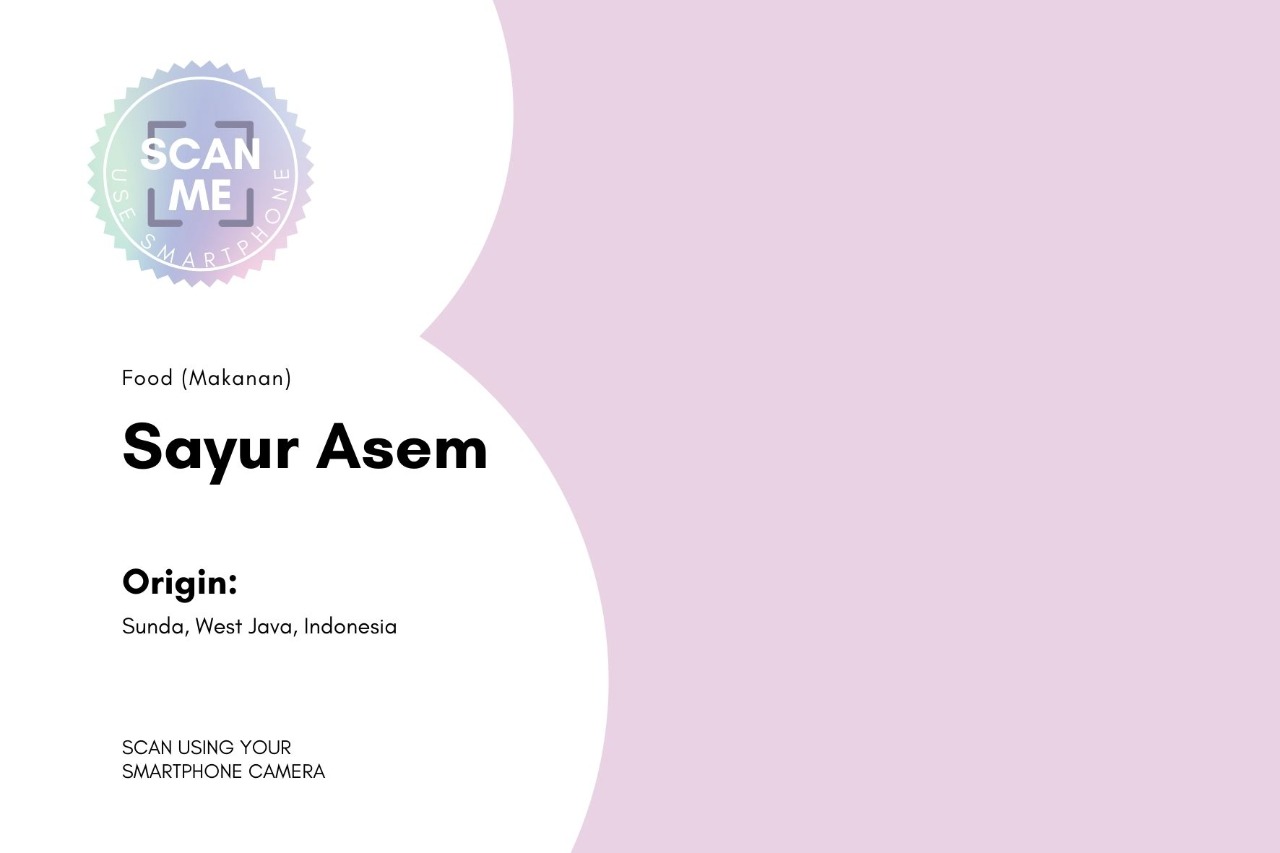 SCAN
ME
USE SMARTPHONE
Food (Makanan)
Sayur Asem
Origin:
Sunda, West Java, Indonesia
SCAN USING YOUR
SMARTPHONE CAMERA